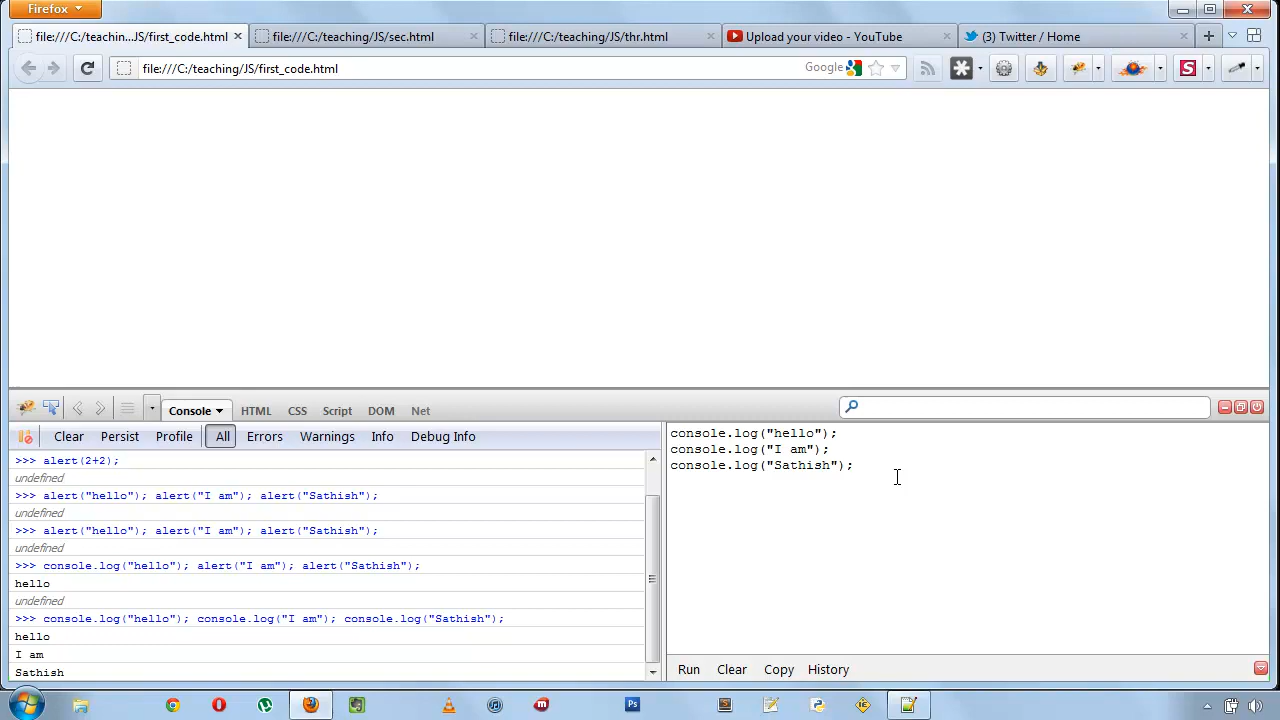 Firefox
file:///C:/teachin...JS/first_code.html
file:///C:/teaching/JS/sec.html
file:///C:/teaching/JS/thr.html
Upload your video - YouTube
(3) Twitter / Home
file:///C:/teaching/JS/first_code.html
Google
S
Console HTML CSS Script DOM Net
Clear Persist Profile All Errors Warnings Info Debug Info
>>> alert(2+2);
undefined
>>> alert("hello"); alert("I am"); alert("Sathish");
undefined
>>> alert("hello"); alert("I am"); alert("Sathish");
undefined
>>> console.log("hello"); alert("I am"); alert("Sathish");
hello
undefined
>>> console.log("hello"); console.log("I am"); console.log("Sathish");
hello
I am
Sathish
console.log("hello");
console.log("I am");
console.log("Sathish");
Run Clear Copy History
Ps